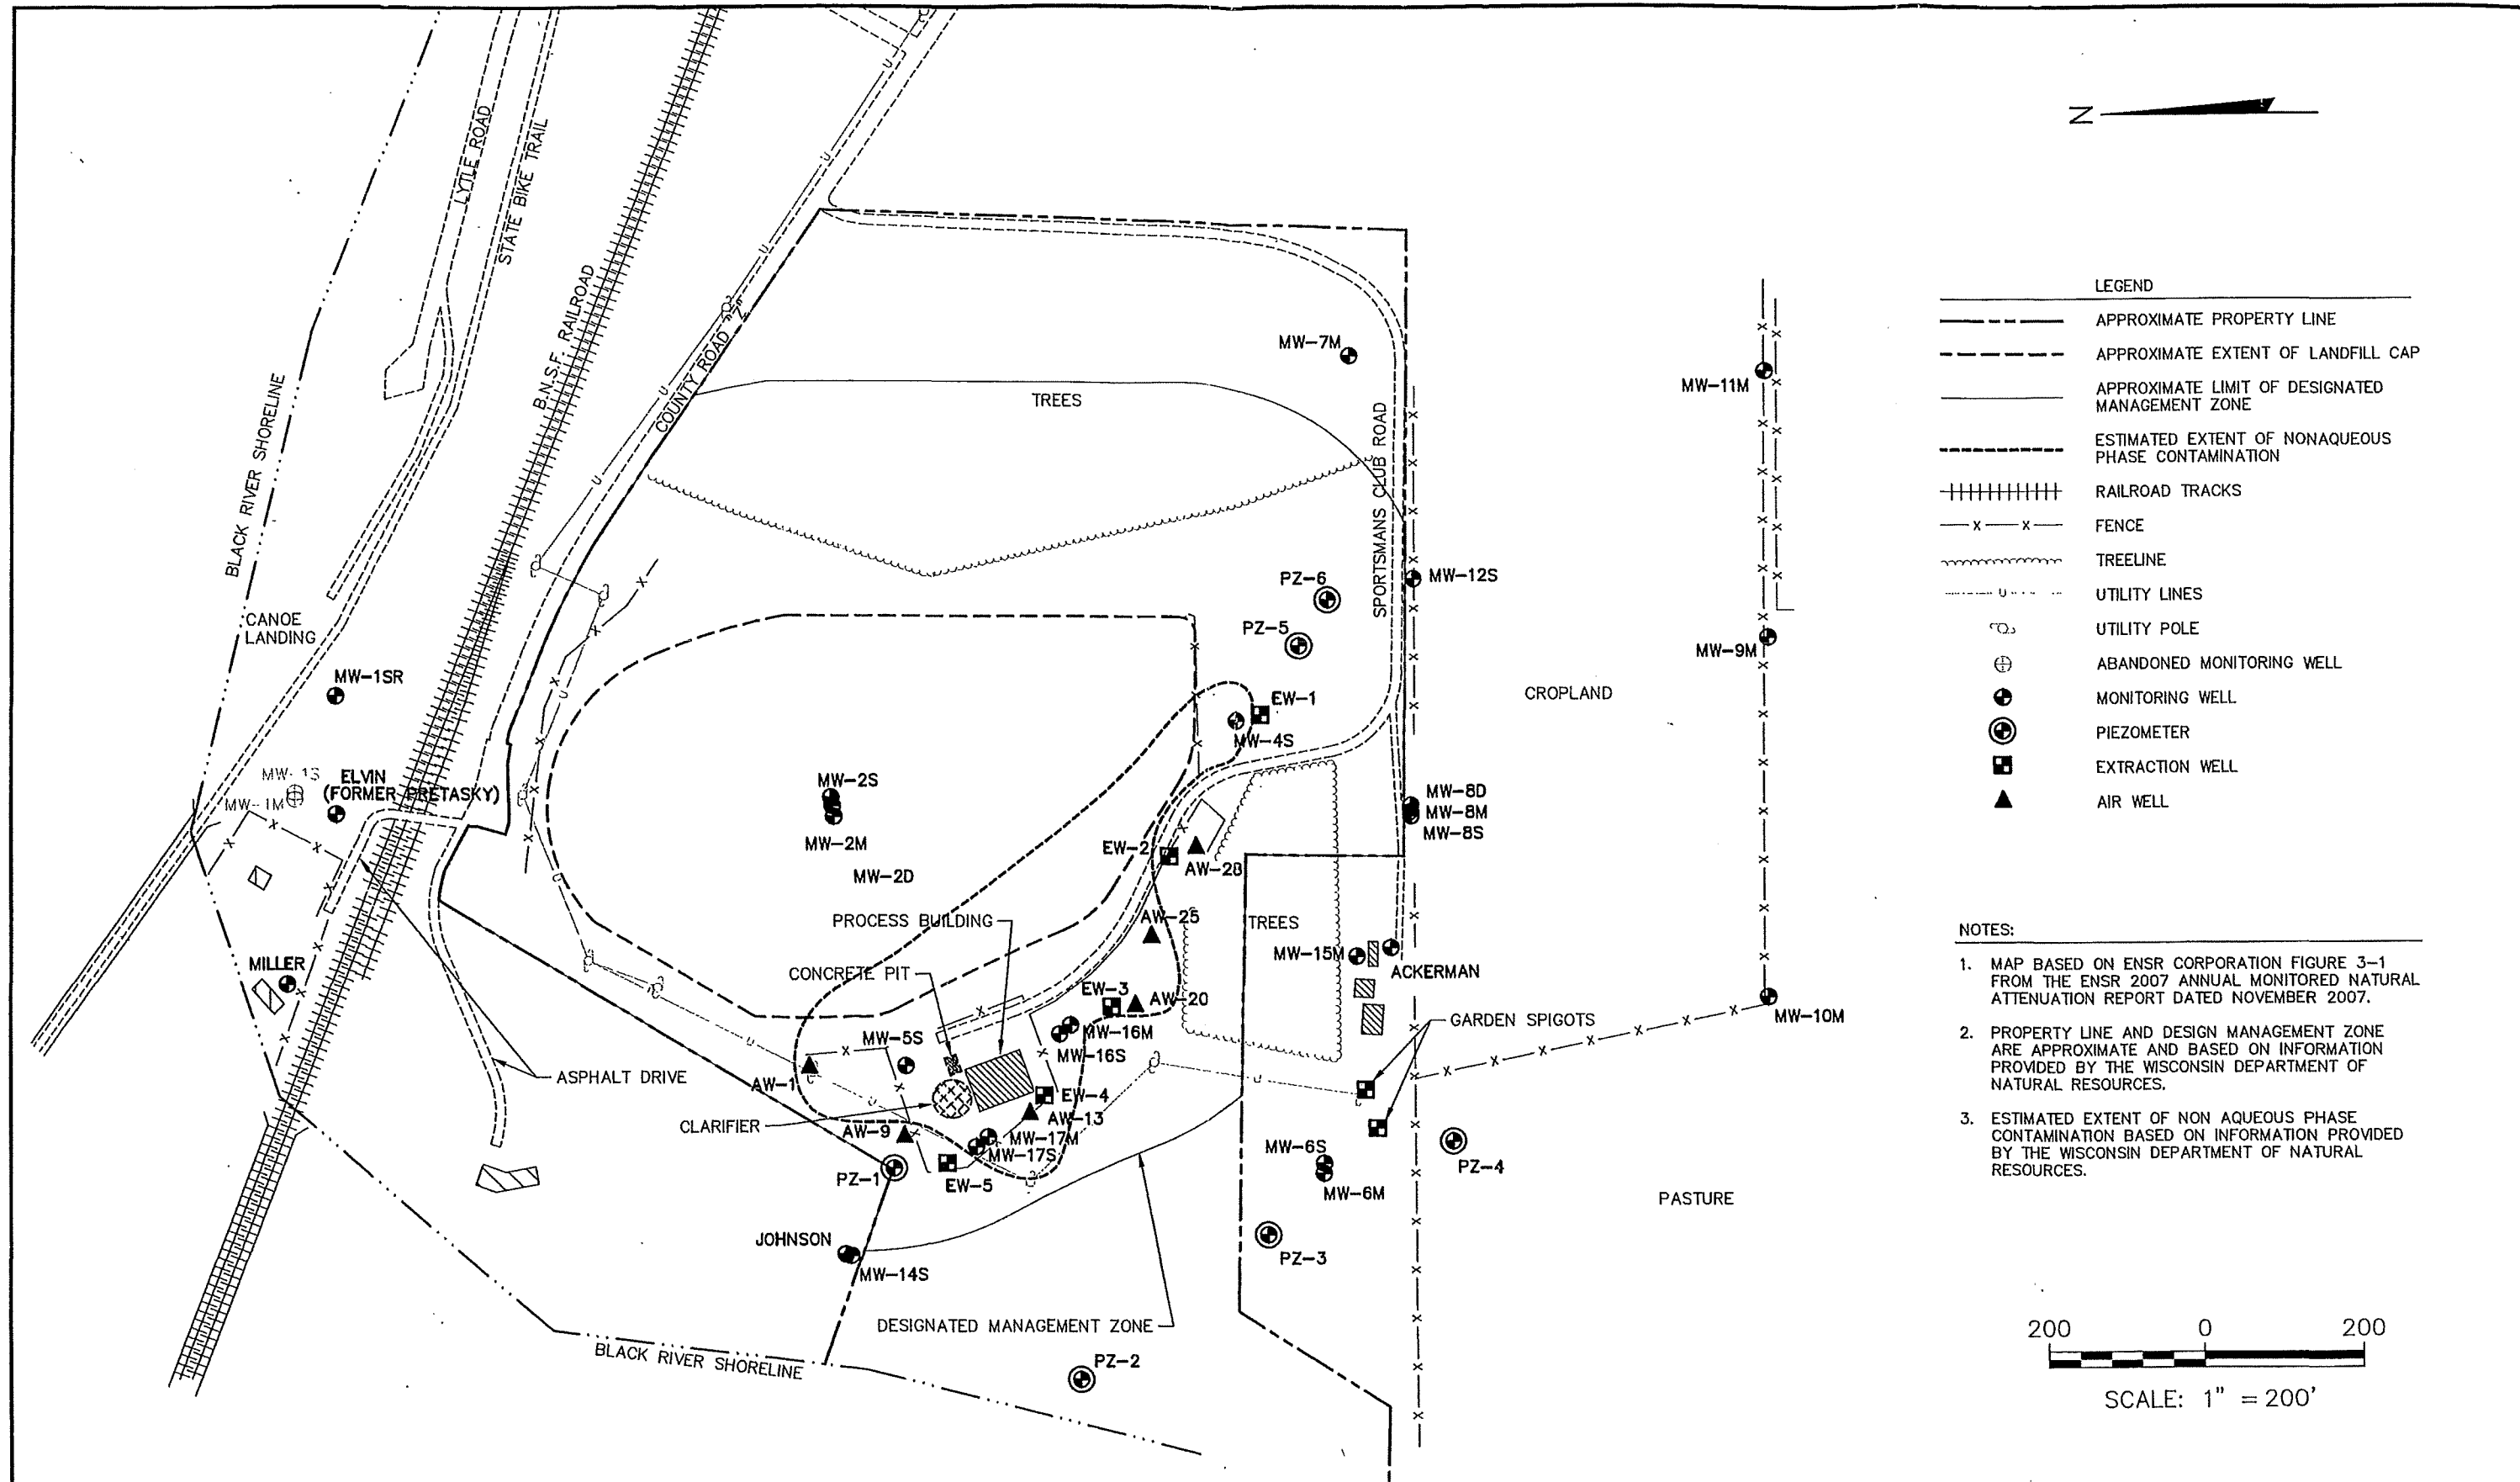 N
LYTLE ROAD
STATE BIKE TRAIL
B.N.S.F. RAILROAD
COUNTY ROAD "Z"
BLACK RIVER SHORELINE
CANOE
LANDING
MW-1SR
MW-1S
MW-1M
ELVIN
(FORMER PRETASKY)
MILLER
ASPHALT DRIVE
MW-7M
TREES
SPORTSMANS CLUB ROAD
MW-11M
MW-12S
PZ-6
PZ-5
MW-9M
CROPLAND
EW-1
MW-4S
MW-2S
MW-2M
MW-2D
MW-8D
MW-8M
MW-8S
EW-2
AW-28
PROCESS BUILDING
AW-25
TREES
CONCRETE PIT
MW-15M
ACKERMAN
EW-3
AW-20
MW-10M
GARDEN SPIGOTS
MW-5S
MW-16M
MW-16S
AW-1
EW-4
AW-13
CLARIFIER
AW-9
MW-17M
MW-17S
PZ-1
EW-5
MW-6S
MW-6M
PZ-4
PASTURE
JOHNSON
MW-14S
PZ-3
DESIGNATED MANAGEMENT ZONE
BLACK RIVER SHORELINE
PZ-2
LEGEND
APPROXIMATE PROPERTY LINE
APPROXIMATE EXTENT OF LANDFILL CAP
APPROXIMATE LIMIT OF DESIGNATED
MANAGEMENT ZONE
ESTIMATED EXTENT OF NONAQUEOUS
PHASE CONTAMINATION
RAILROAD TRACKS
FENCE
TREELINE
UTILITY LINES
UTILITY POLE
ABANDONED MONITORING WELL
MONITORING WELL
PIEZOMETER
EXTRACTION WELL
AIR WELL
NOTES:
1. MAP BASED ON ENSR CORPORATION FIGURE 3-1
FROM THE ENSR 2007 ANNUAL MONITORED NATURAL
ATTENUATION REPORT DATED NOVEMBER 2007.
2. PROPERTY LINE AND DESIGN MANAGEMENT ZONE
ARE APPROXIMATE AND BASED ON INFORMATION
PROVIDED BY THE WISCONSIN DEPARTMENT OF
NATURAL RESOURCES.
3. ESTIMATED EXTENT OF NON AQUEOUS PHASE
CONTAMINATION BASED ON INFORMATION PROVIDED
BY THE WISCONSIN DEPARTMENT OF NATURAL
RESOURCES.
200 0 200
SCALE: 1" = 200'